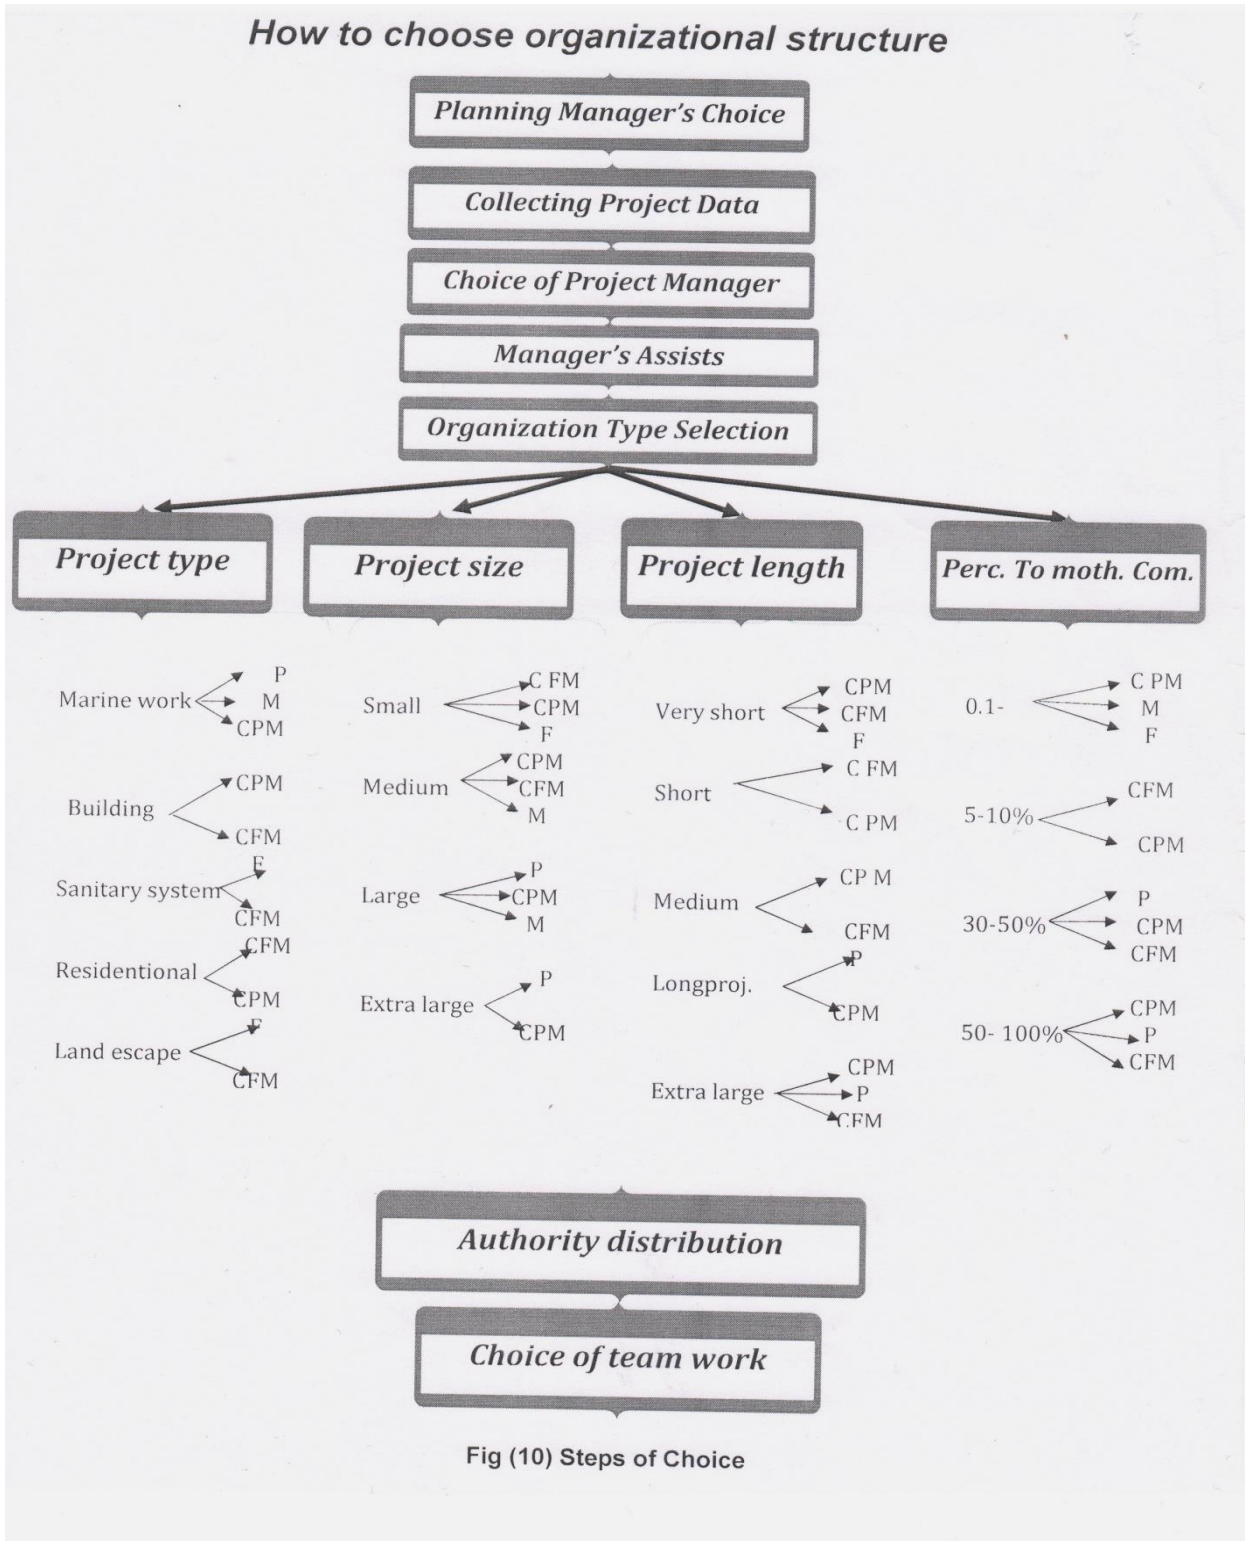 How to choose organizational structure
Planning Manager's Choice
Collecting Project Data
Choice of Project Manager
Manager's Assists
Organization Type Selection
Project type
Project size
Project length
Perc. To moth. Com.
Marine work
P
M
CPM
Building
CPM
CFM
Sanitary system
CFM
Residentional
CFM
CPM
Land escape
CFM
Small
C FM
CPM
F
Medium
CPM
CFM
M
Large
P
CPM
M
Extra large
P
CPM
Very short
CPM
CFM
F
Short
C FM
C PM
Medium
CP M
CFM
Longproj.
P
CPM
Extra large
CPM
P
CFM
0.1-
C PM
M
F
5-10%
CFM
CPM
30-50%
P
CPM
CFM
50- 100%
CPM
P
CFM
Authority distribution
Choice of team work
Fig (10) Steps of Choice